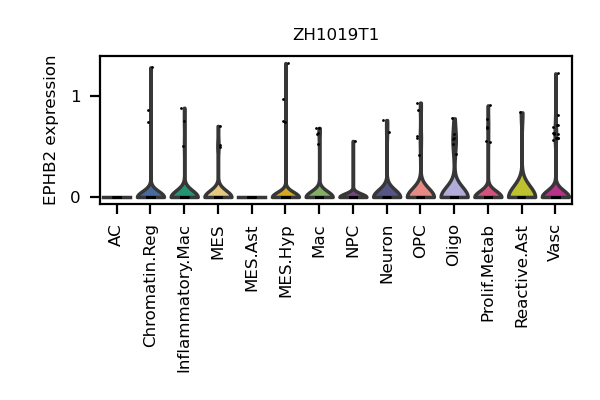 ZH1019T1
EPHB2 expression
1
0
AC
Chromatin.Reg
Inflammatory.Mac
MES
MES.Ast
MES.Hyp
Mac
NPC
Neuron
OPC
Oligo
Prolif.Metab
Reactive.Ast
Vasc